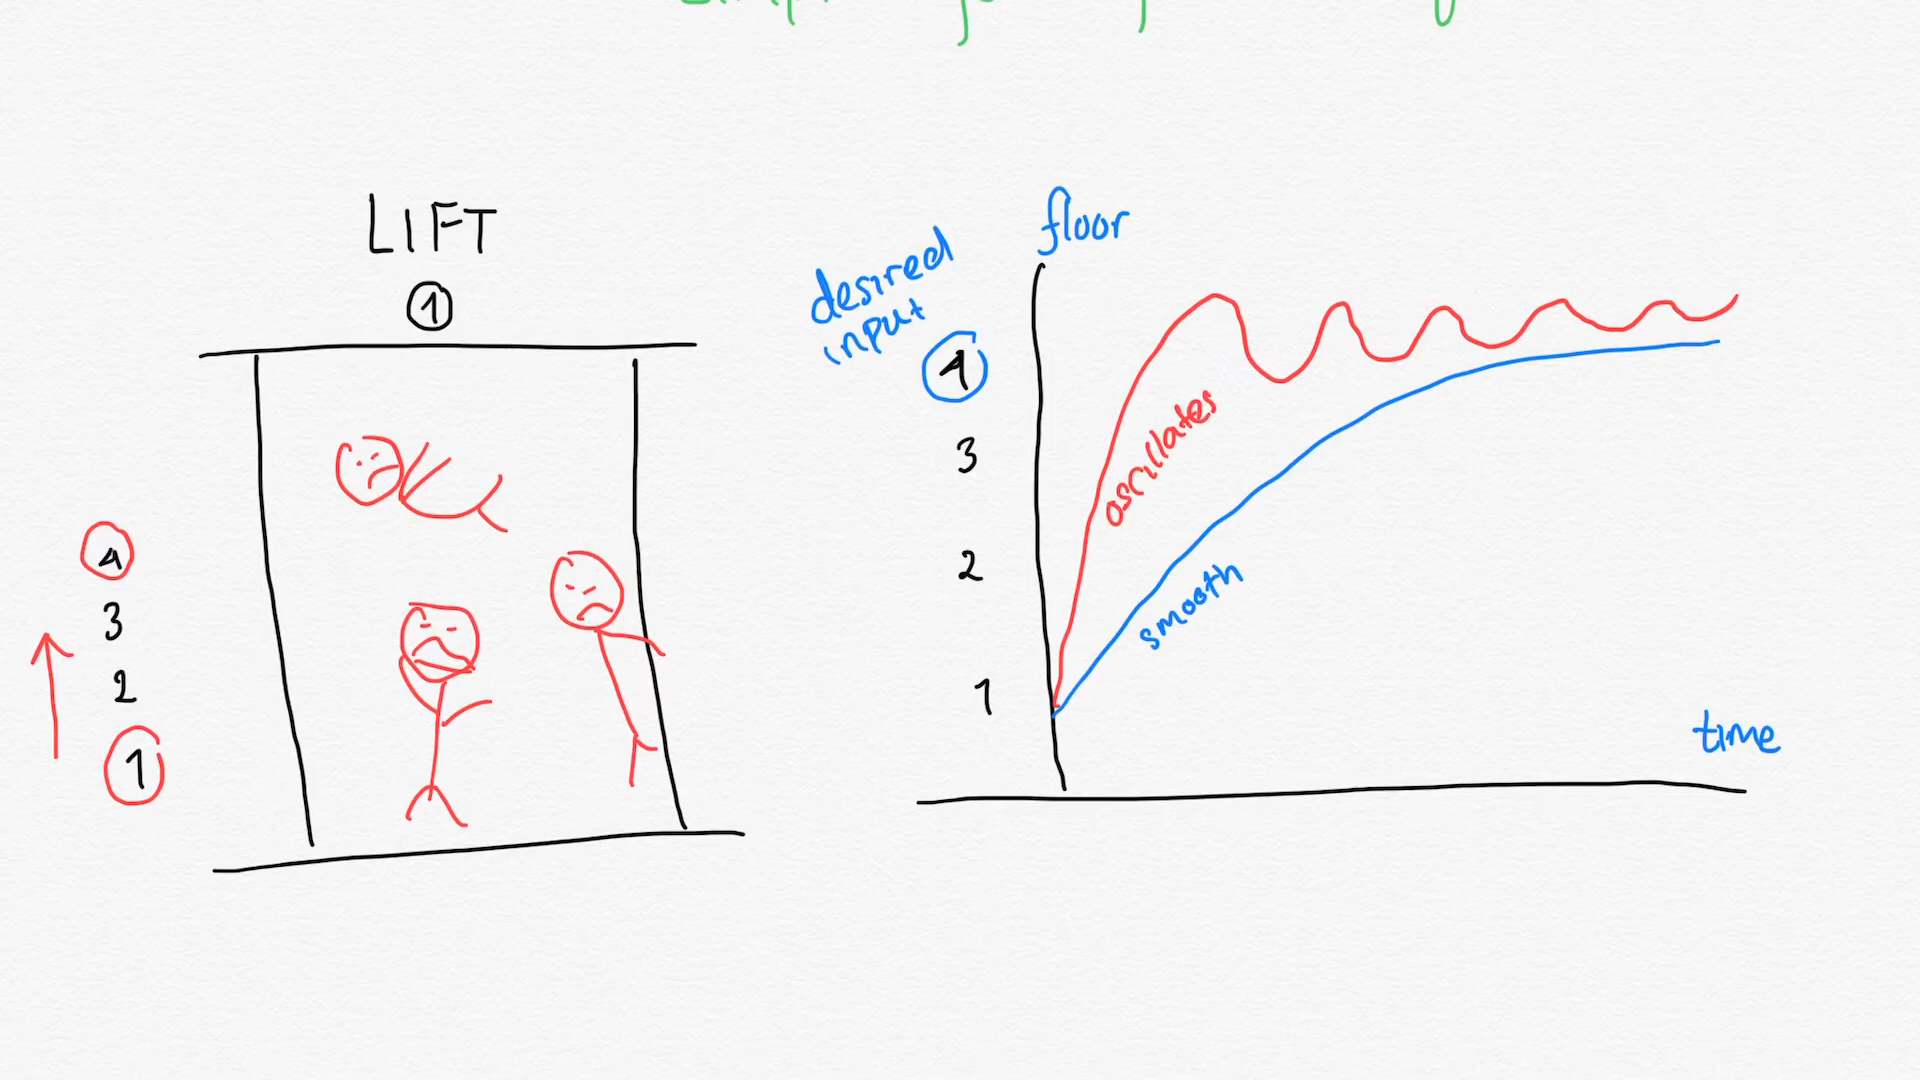 LIFT
1
4
3
2
1
floor
desired
input
4
3
2
1
oscillates
smooth
time